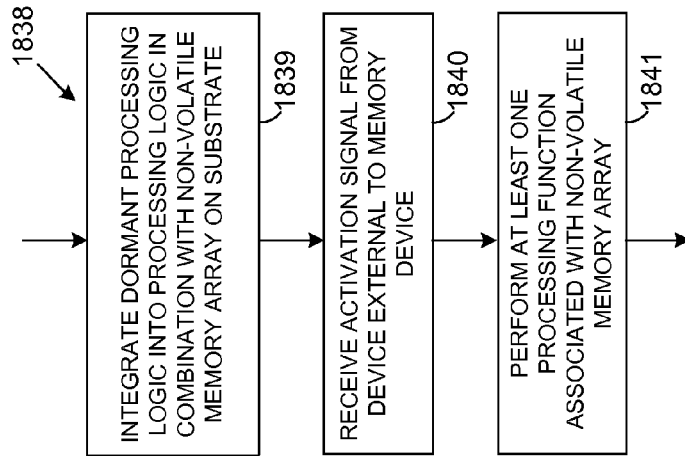 1838
INTEGRATE DORMANT PROCESSING
LOGIC INTO PROCESSING LOGIC IN
COMBINATION WITH NON-VOLATILE
MEMORY ARRAY ON SUBSTRATE
1839
RECEIVE ACTIVATION SIGNAL FROM
DEVICE EXTERNAL TO MEMORY
DEVICE
1840
PERFORM AT LEAST ONE
PROCESSING FUNCTION
ASSOCIATED WITH NON-VOLATILE
MEMORY ARRAY
1841